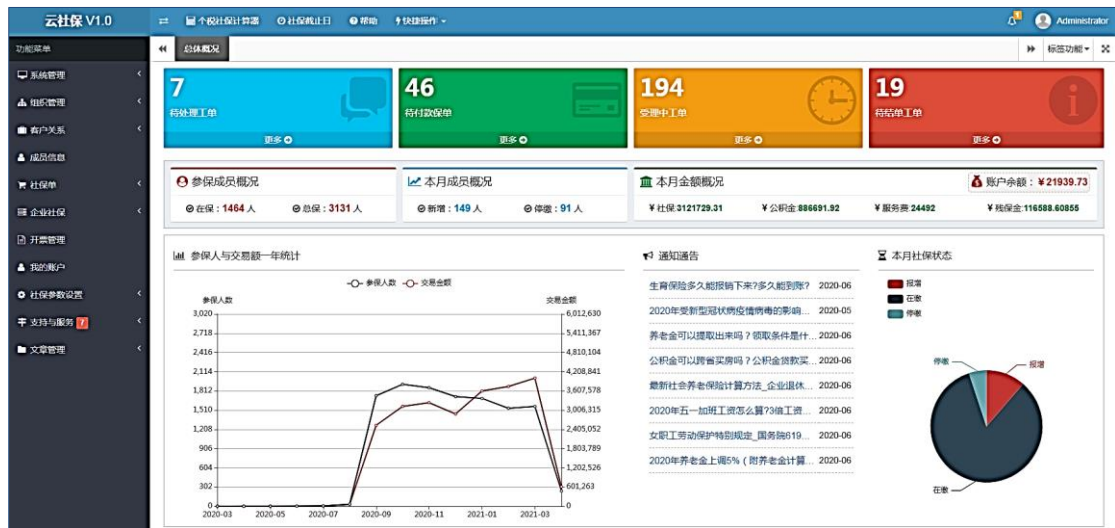 云社保 V1.0
个税社保计算器 社保截止日 帮助 快捷操作
Administrator
功能菜单
总体概况
标签功能
系统管理
组织管理
客户关系
成员信息
社保单
企业社保
开票管理
我的账户
社保参数设置
支持与服务 7
文章管理
7
待处理工单
更多
46
待付款保单
更多
194
受理中工单
更多
19
待结单工单
更多
参保成员概况
在保：1464 人 总保：3131 人
本月成员概况
新增：149 人 停缴：91 人
本月金额概况
账户余额：¥21939.73
¥社保:3121729.31 ¥公积金:886691.92 ¥服务费:24492 ¥残保金:116588.60855
参保人与交易额一年统计
参保人数 交易金额
参保人数
交易金额
3,020 6,012,630
2,718 5,411,367
2,416 4,810,104
2,114 4,208,841
1,812 3,607,578
1,510 3,006,315
1,208 2,405,052
906 1,803,789
604 1,202,526
302 601,263
0 0
2020-03 2020-05 2020-07 2020-09 2020-11 2021-01 2021-03
通知通告
生育保险多久能报销下来?多久能到账? 2020-06
2020年受新型冠状病疫情病毒的影响... 2020-05
养老金可以提取出来吗？领取条件是什... 2020-06
公积金可以跨省买房吗？公积金贷款买... 2020-06
最新社会养老保险计算方法_企业退休... 2020-06
2020年五一加班工资怎么算?3倍工资... 2020-06
女职工劳动保护特别规定_国务院619... 2020-06
2020年养老金上调5%（附养老金计算... 2020-06
本月社保状态
报增
在缴
停缴
停缴
报增
在缴